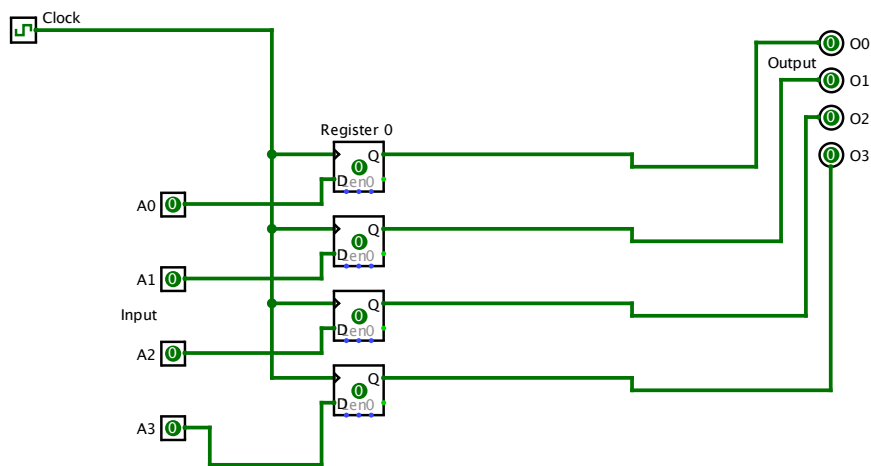 Clock
0 O0
Output
0 O1
0 O2
Register 0
0 O3
Q
0
D en0
A0 0
Q
0
D en0
A1 0
Input
Q
0
D en0
A2 0
Q
0
D en0
A3 0